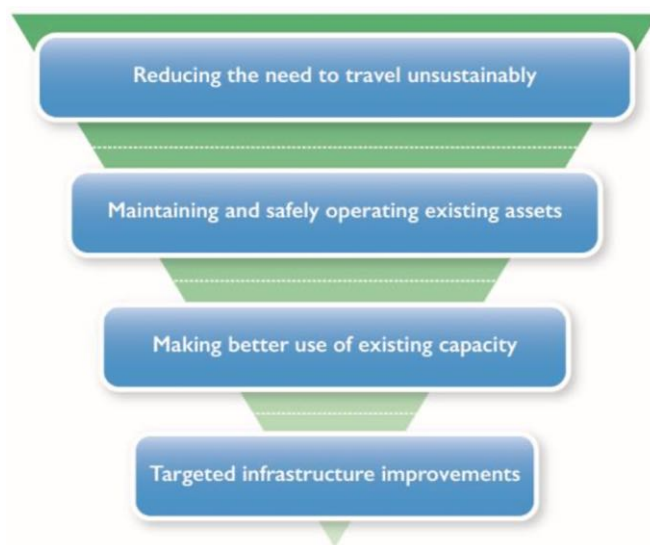 Reducing the need to travel unsustainably
Maintaining and safely operating existing assets
Making better use of existing capacity
Targeted infrastructure improvements